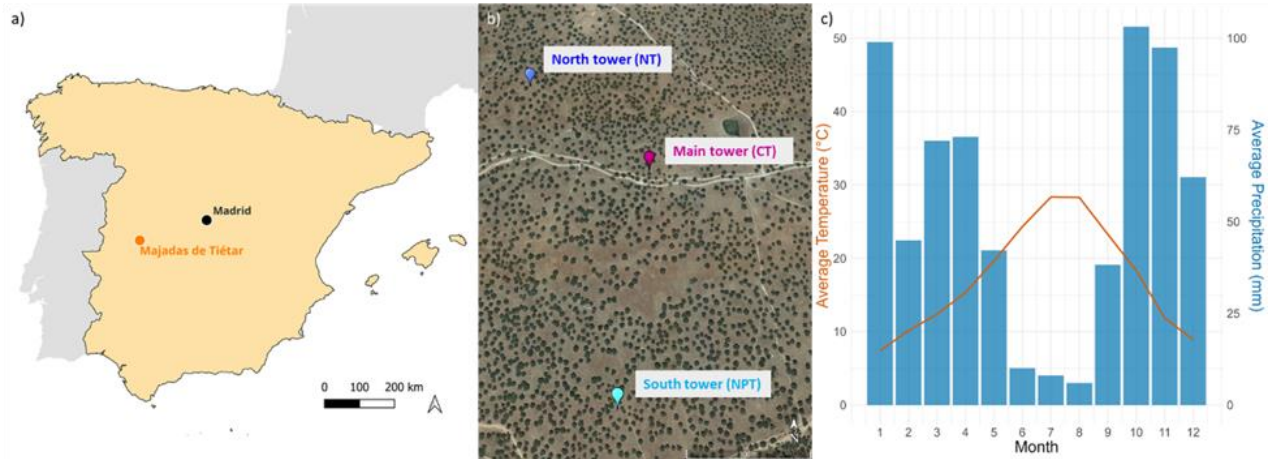 a)
Madrid
Majadas de Tiétar
0 100 200 km
b)
North tower (NT)
Main tower (CT)
South tower (NPT)
N
c)
Average Temperature (°C)
50
40
30
20
10
0
1 2 3 4 5 6 7 8 9 10 11 12
Month
100
75
50
25
0
Average Precipitation (mm)